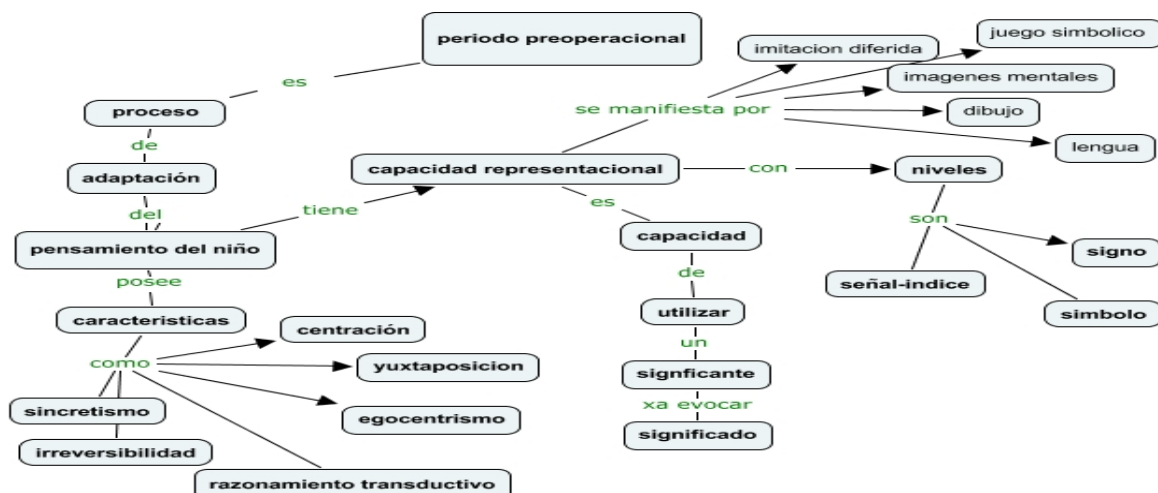 periodo preoperacional
es
proceso
de
adaptación
del
pensamiento del niño
tiene
capacidad representacional
se manifiesta por
imitacion diferida
juego simbolico
imagenes mentales
dibujo
lengua
con
niveles
son
signo
señal-indice
simbolo
es
capacidad
de
utilizar
un
signficante
xa evocar
significado
posee
caracteristicas
como
centración
yuxtaposicion
egocentrismo
sincretismo
irreversibilidad
razonamiento transductivo